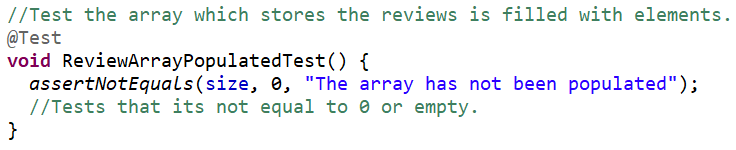 //Test the array which stores the reviews is filled with elements.
@Test
void ReviewArrayPopulatedTest() {
  assertNotEquals(size, 0, "The array has not been populated");
  //Tests that its not equal to 0 or empty.
}